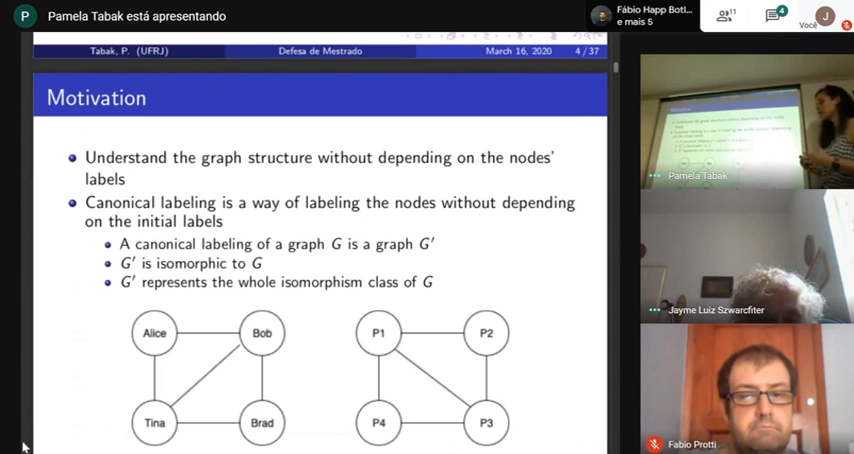 P
Pamela Tabak está apresentando
Fábio Happ Botl...
e mais 5
11
4
J
Você
Tabak, P. (UFRJ)
Defesa de Mestrado
March 16, 2020
4 / 37
Motivation
Understand the graph structure without depending on the nodes'
labels
Canonical labeling is a way of labeling the nodes without depending
on the initial labels
A canonical labeling of a graph G is a graph G′
G′ is isomorphic to G
G′ represents the whole isomorphism class of G
Alice
Bob
P1
P2
Tina
Brad
P4
P3
Pamela Tabak
Jayme Luiz Szwarcfiter
Fabio Protti